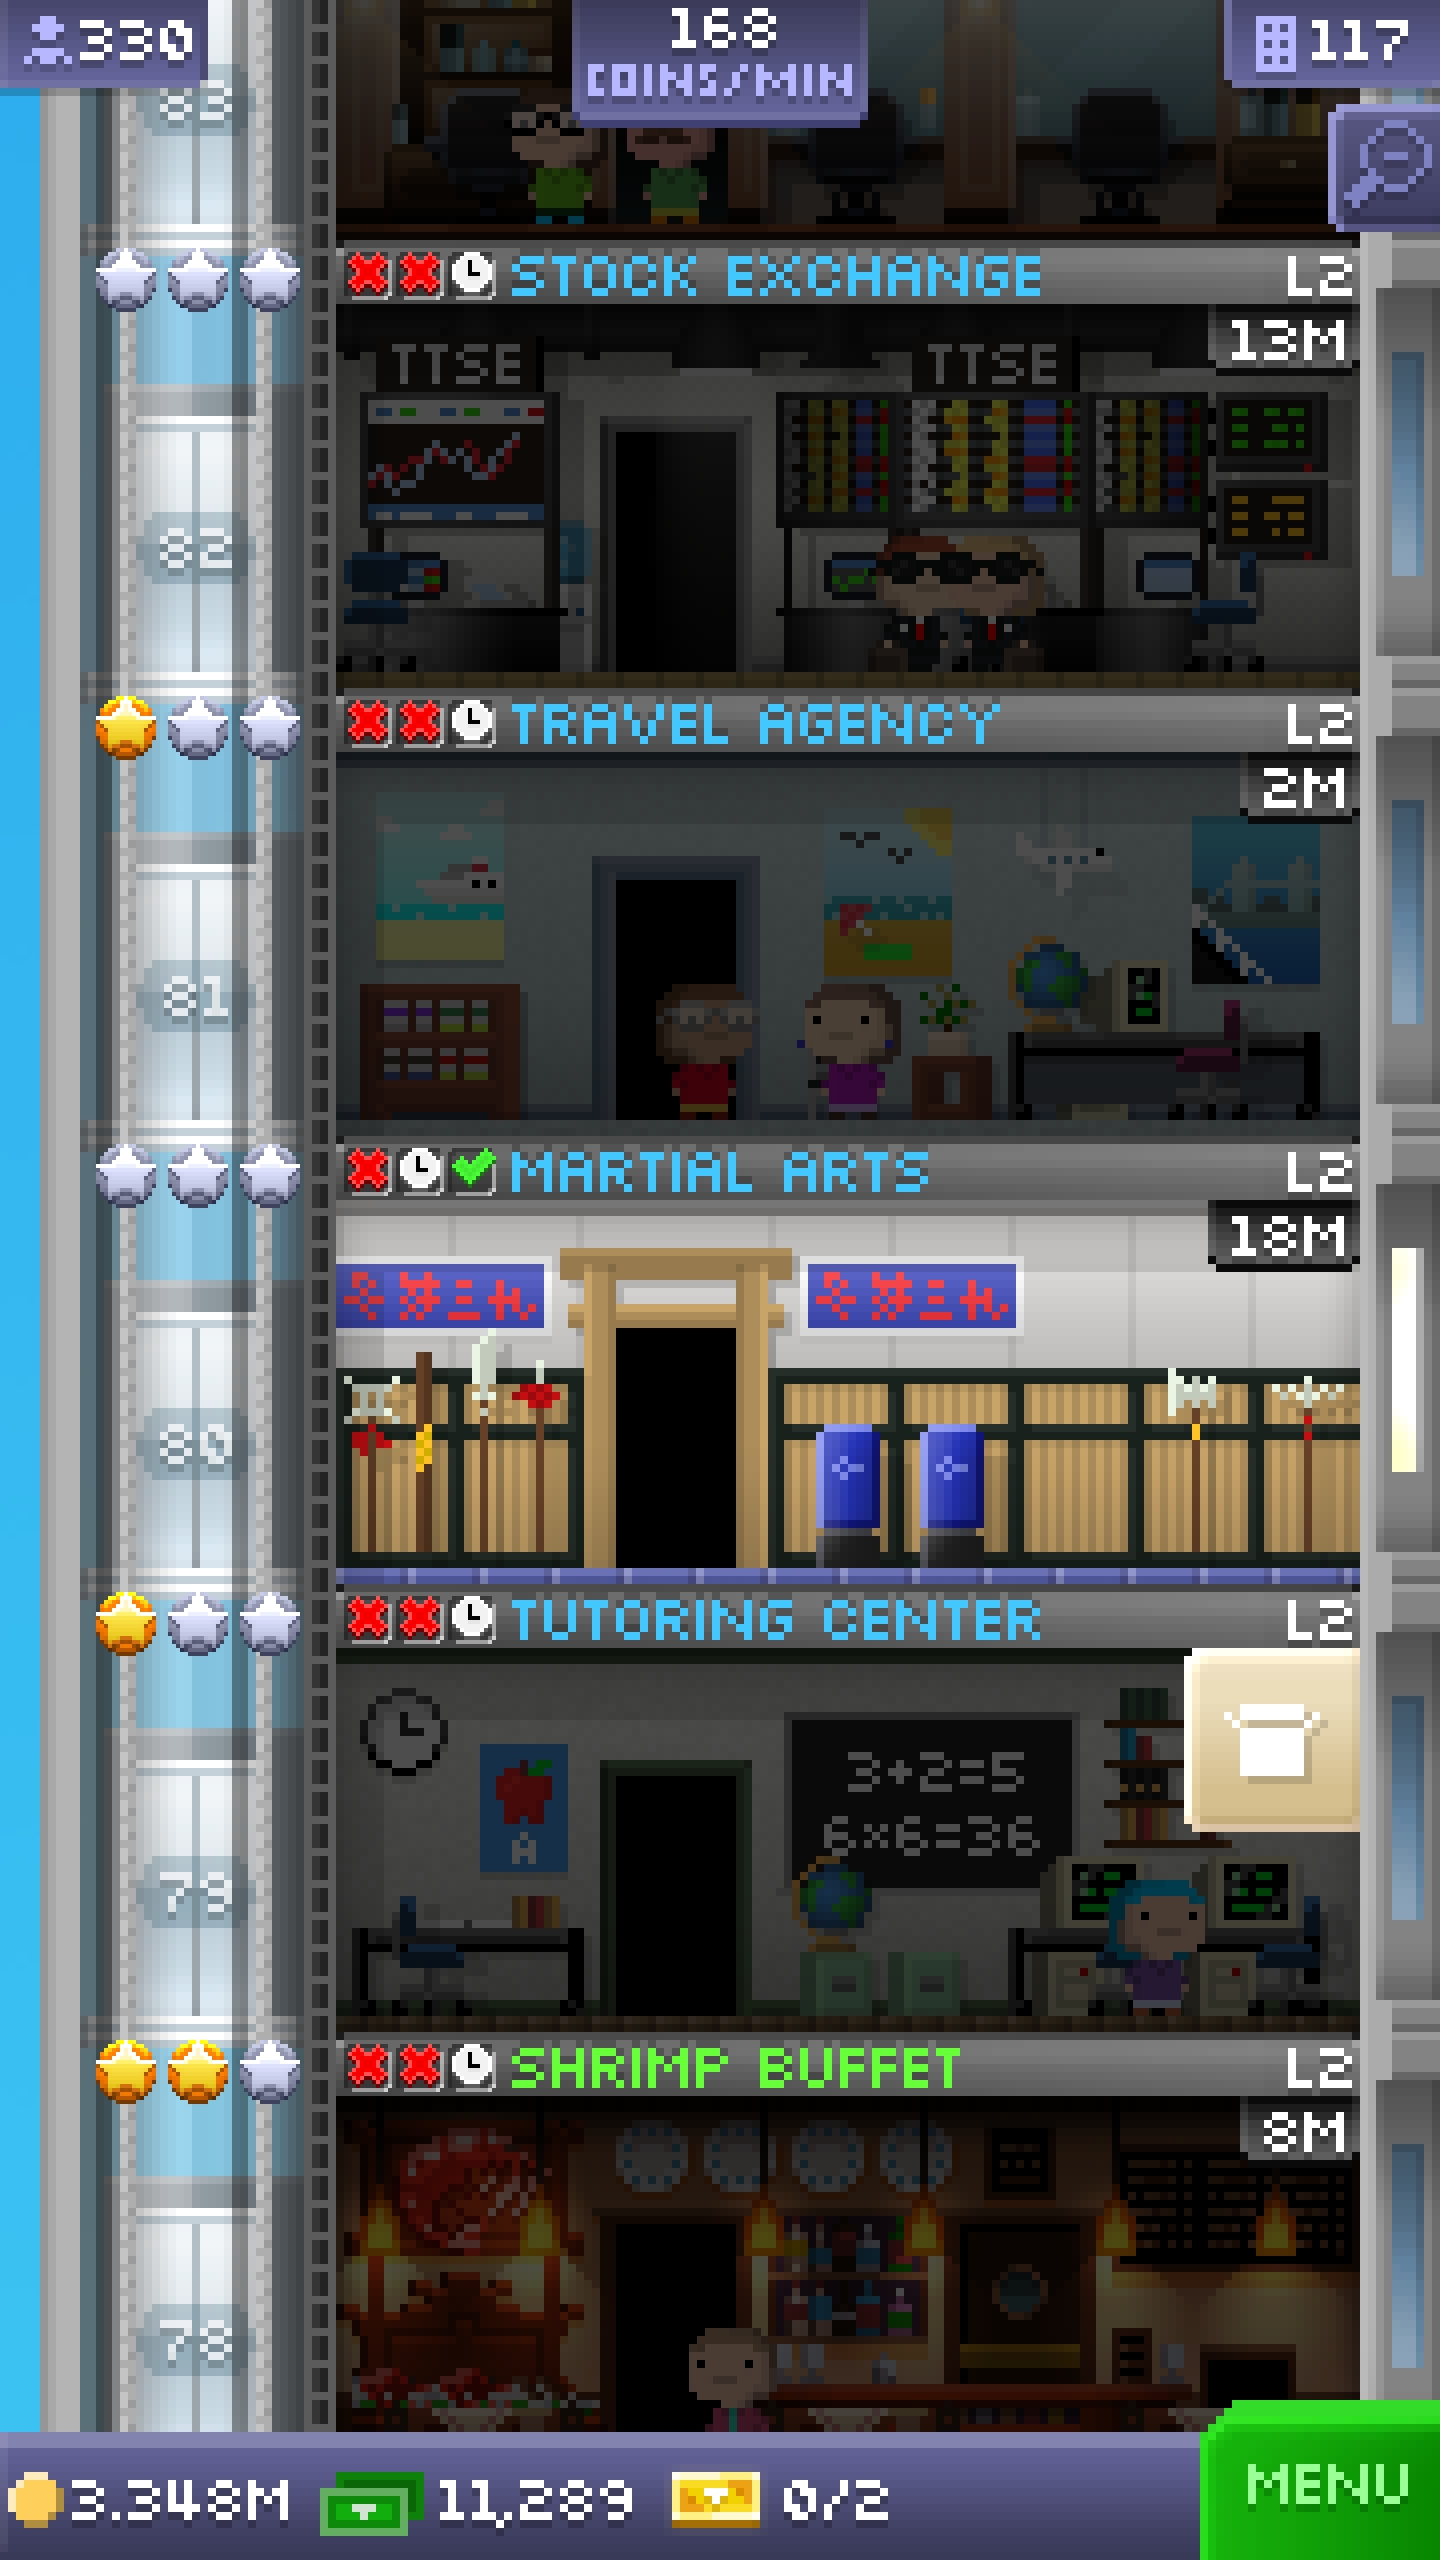 330
168
COINS/MIN
117
83
STOCK EXCHANGE L2
13M
TTSE TTSE
82
TRAVEL AGENCY L2
2M
81
MARTIAL ARTS L2
18M
80
TUTORING CENTER L2
3+2=5
6×6=36
A
79
SHRIMP BUFFET L2
8M
78
3.348M 11,289 0/2
MENU